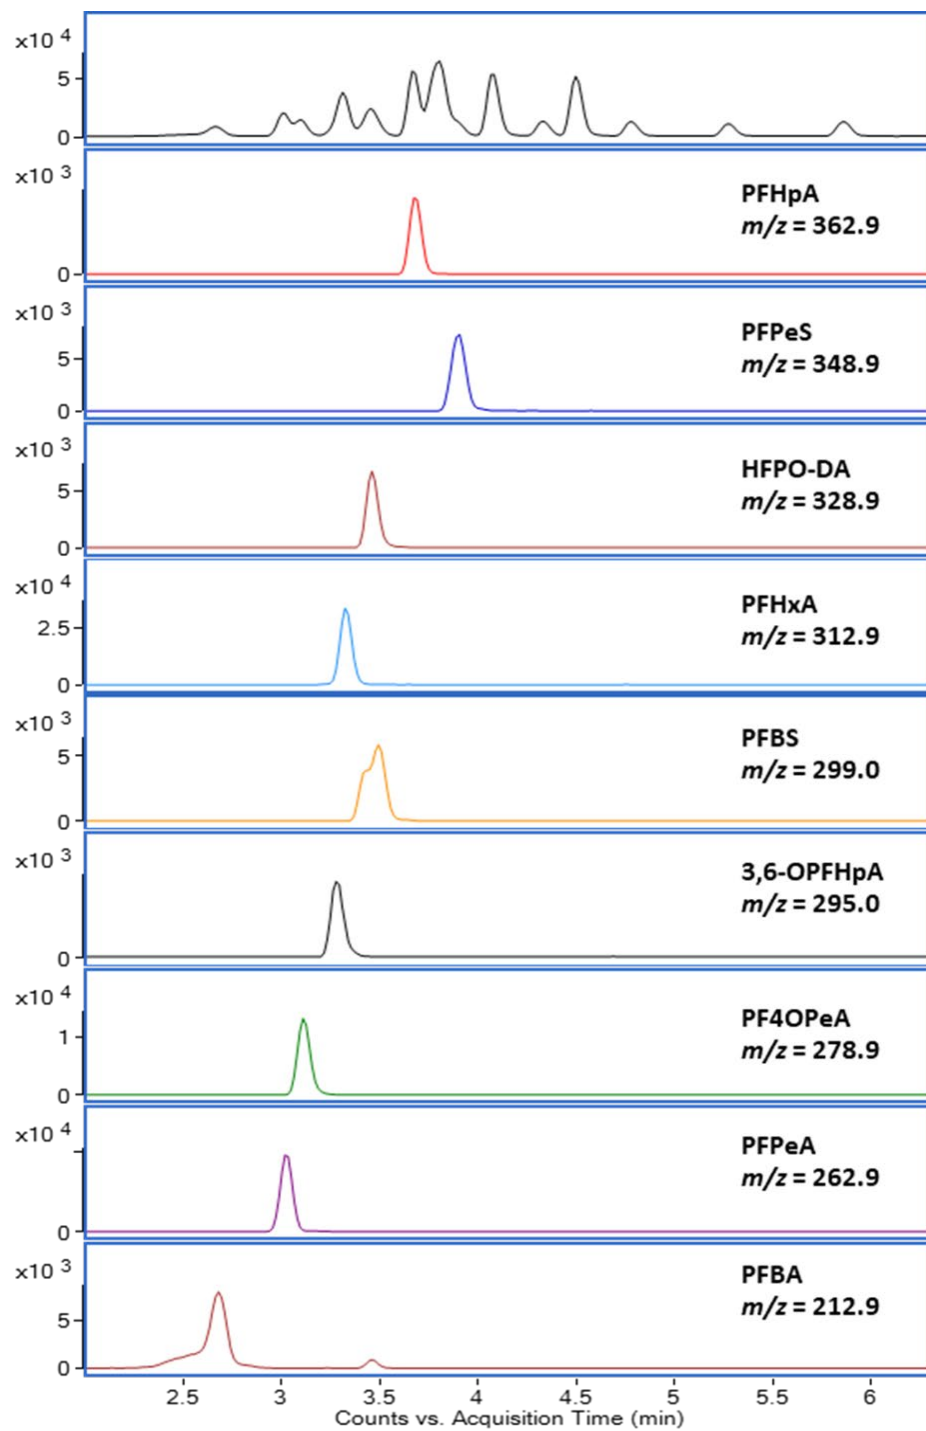 x10 4
5
0
x10 3
PFHpA
m/z = 362.9
0
x10 3
PFPeS
m/z = 348.9
5
0
x10 3
HFPO-DA
m/z = 328.9
5
0
x10 4
PFHxA
m/z = 312.9
2.5
0
x10 3
PFBS
m/z = 299.0
5
0
x10 3
3,6-OPFHpA
m/z = 295.0
0
x10 4
PF4OPeA
m/z = 278.9
1
0
x10 4
PFPeA
m/z = 262.9
0
x10 3
PFBA
m/z = 212.9
5
0
2.5 3 3.5 4 4.5 5 5.5 6
Counts vs. Acquisition Time (min)